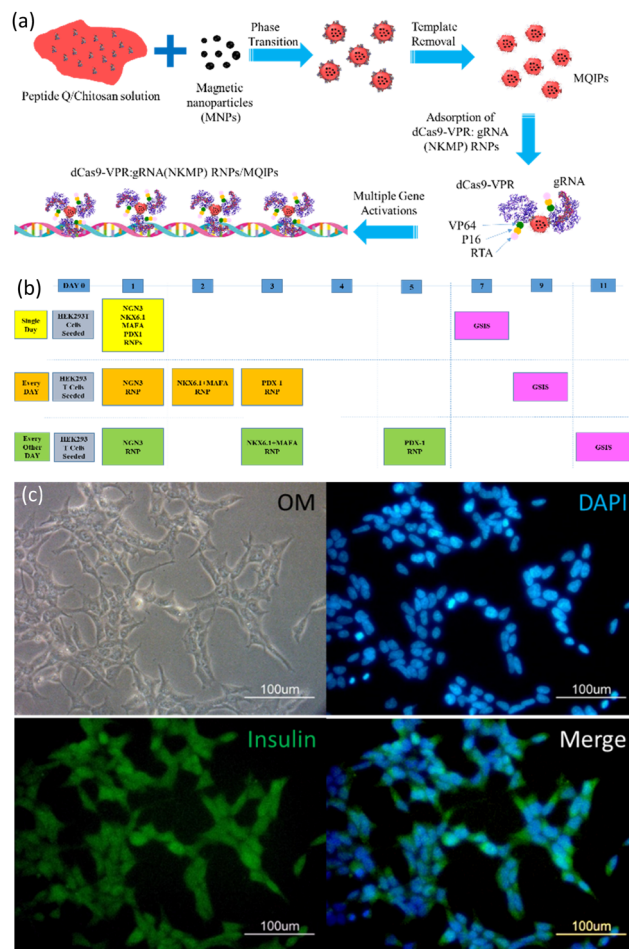 (a)
Phase
Transition
Template
Removal
Peptide Q/Chitosan solution
Magnetic
nanoparticles
(MNPs)
MQIPs
Adsorption of
dCas9-VPR: gRNA
(NKMP) RNPs
dCas9-VPR:gRNA(NKMP) RNPs/MQIPs
dCas9-VPR
gRNA
Multiple Gene
Activations
VP64
P16
RTA
(b)
DAY 0
1
2
3
4
5
7
9
11
Single
Day
HEK293T
Cells
Seeded
NGN3
NKX6.1
MAFA
PDX1
RNPs
GSIS
Every
DAY
HEK293
T Cells
Seeded
NGN3
RNP
NKX6.1+MAFA
RNP
PDX-1
RNP
GSIS
Every
Other
DAY
HEK293
T Cells
Seeded
NGN3
RNP
NKX6.1+MAFA
RNP
PDX-1
RNP
GSIS
(c)
OM
100um
DAPI
100um
Insulin
100um
Merge
100um